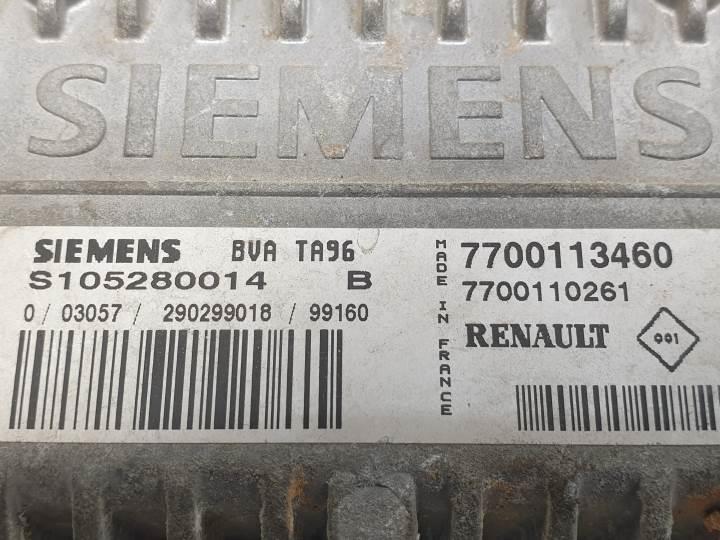 SIEMENS
SIEMENS BVA TA96
S105280014 B
0 / 03057 / 290299018 / 99160
MADE IN FRANCE
7700113460
7700110261
RENAULT 001